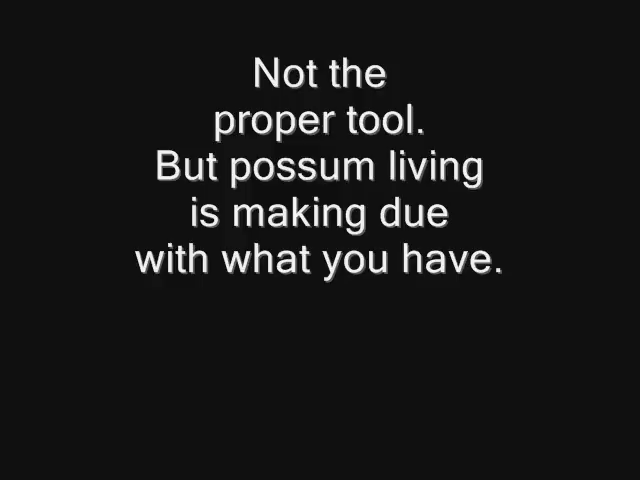 Not the
proper tool.
But possum living
is making due
with what you have.